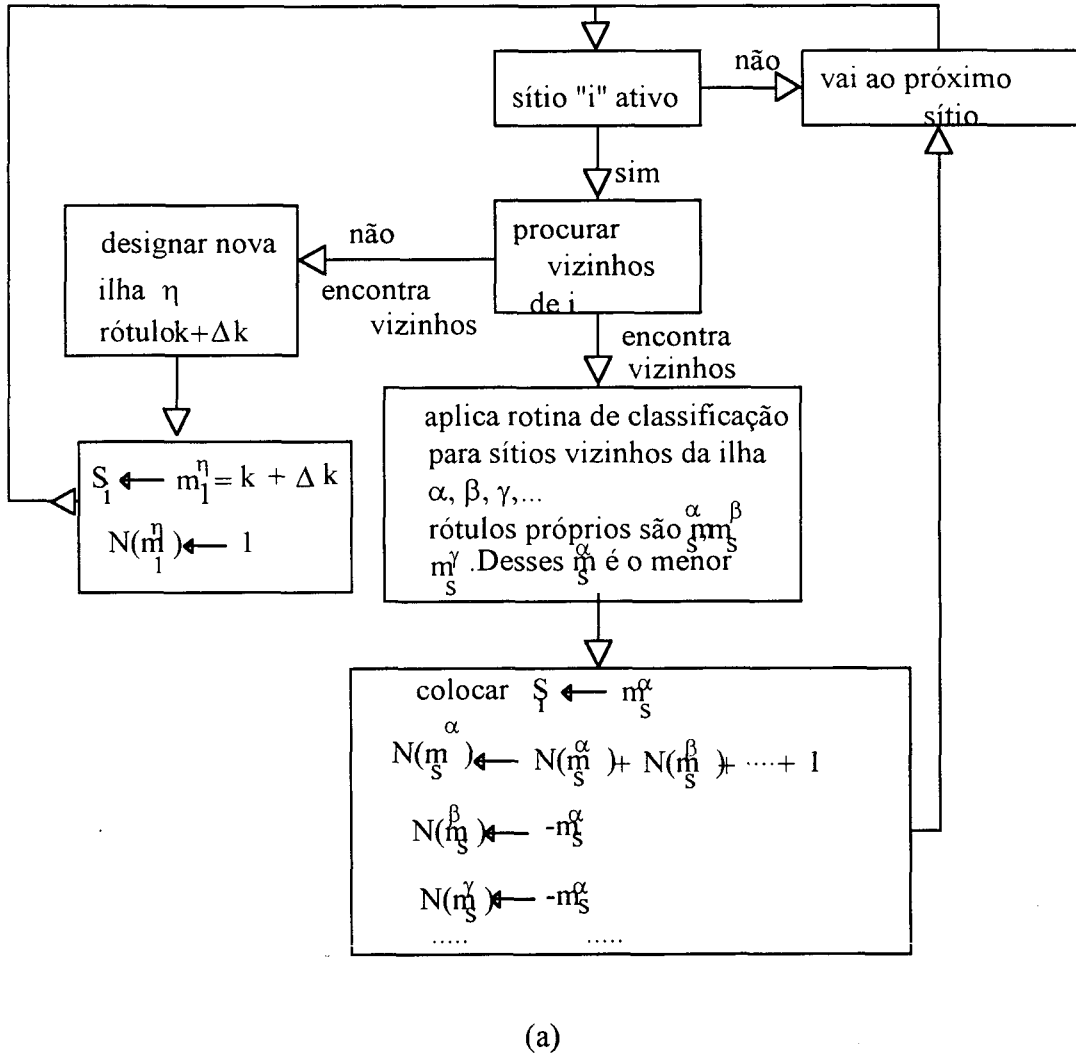 sítio "i" ativo
não
vai ao próximo
sítio
sim
procurar
vizinhos
de i
não
encontra
vizinhos
designar nova
ilha η
rótulok+Δk
S_i ← m_1^η = k + Δ k
N(m_1^η) ← 1
encontra
vizinhos
aplica rotina de classificação
para sítios vizinhos da ilha
α, β, γ,...
rótulos próprios são m_s^α, m_s^β
m_s^γ .Desses m_s^α é o menor
colocar S_i ← m_s^α
N(m_s^α) ← N(m_s^α) + N(m_s^β) + ····+ 1
N(m_s^β) ← -m_s^α
N(m_s^γ) ← -m_s^α
..... .....
(a)